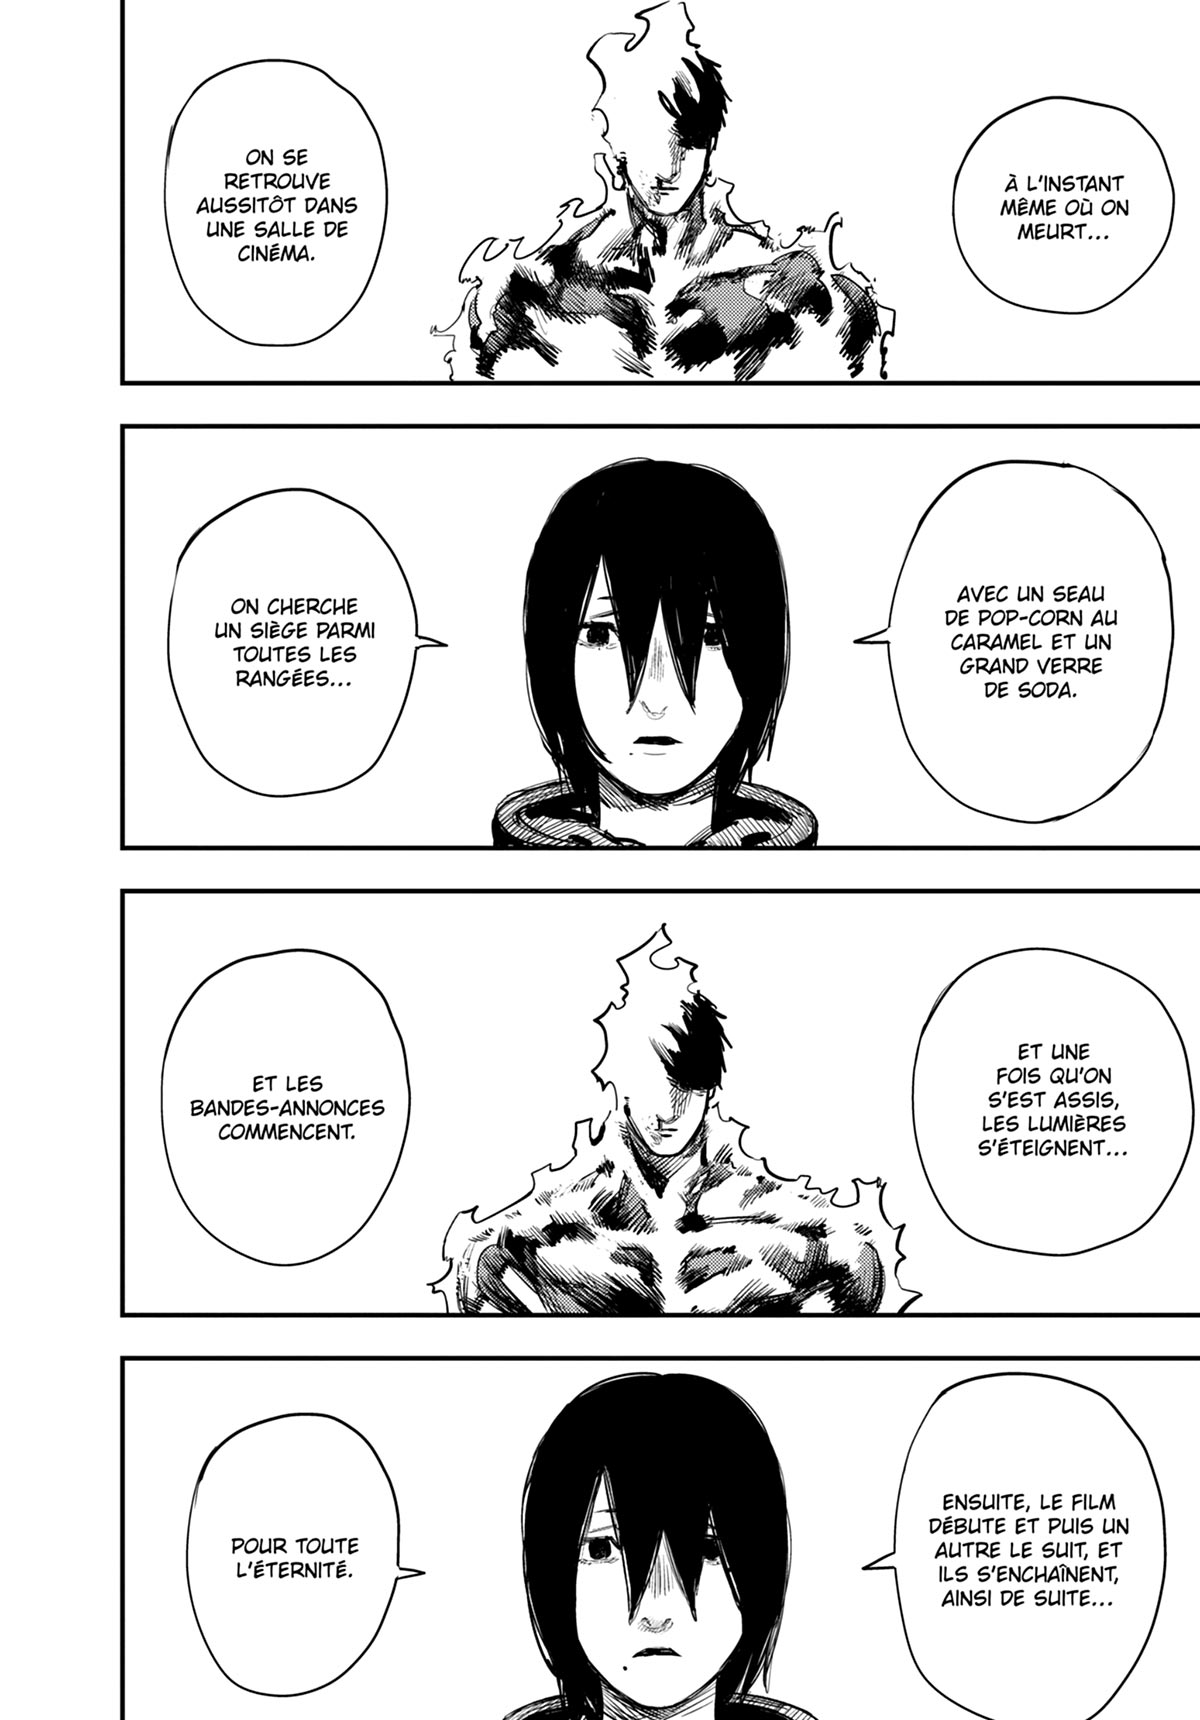 À L'INSTANT
MÊME OÙ ON
MEURT...
ON SE
RETROUVE
AUSSITÔT DANS
UNE SALLE DE
CINÉMA.
AVEC UN SEAU
DE POP-CORN AU
CARAMEL ET UN
GRAND VERRE
DE SODA.
ON CHERCHE
UN SIÈGE PARMI
TOUTES LES
RANGÉES...
ET UNE
FOIS QU'ON
S'EST ASSIS,
LES LUMIÈRES
S'ÉTEIGNENT...
ET LES
BANDES-ANNONCES
COMMENCENT.
ENSUITE, LE FILM
DÉBUTE ET PUIS UN
AUTRE LE SUIT, ET
ILS S'ENCHAÎNENT,
AINSI DE SUITE...
POUR TOUTE
L'ÉTERNITÉ.